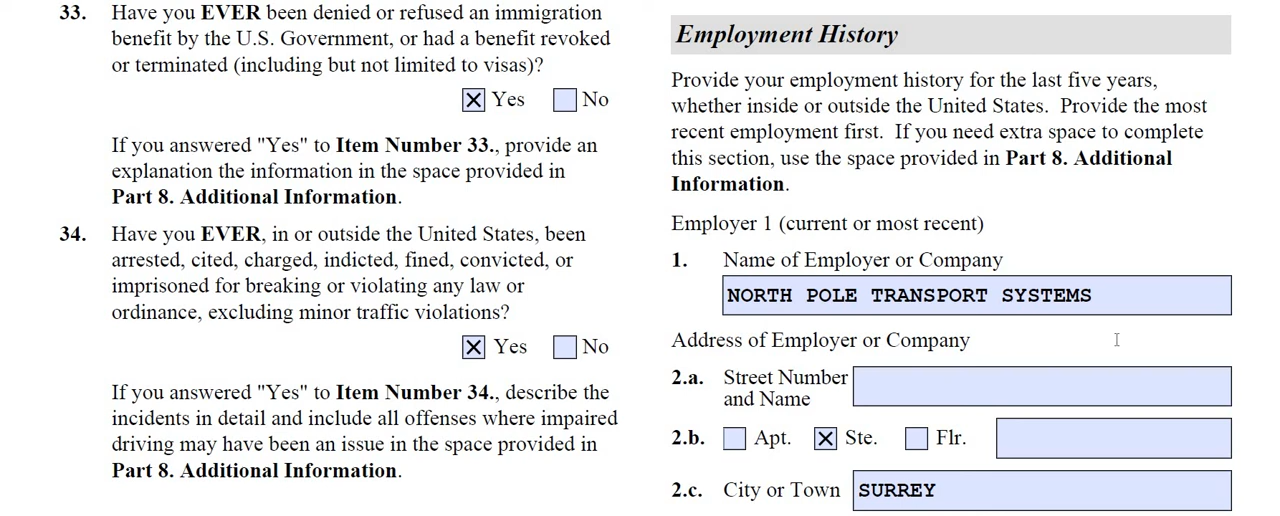 33. Have you EVER been denied or refused an immigration
benefit by the U.S. Government, or had a benefit revoked
or terminated (including but not limited to visas)?
X Yes No
If you answered "Yes" to Item Number 33., provide an
explanation the information in the space provided in
Part 8. Additional Information.
34. Have you EVER, in or outside the United States, been
arrested, cited, charged, indicted, fined, convicted, or
imprisoned for breaking or violating any law or
ordinance, excluding minor traffic violations?
X Yes No
If you answered "Yes" to Item Number 34., describe the
incidents in detail and include all offenses where impaired
driving may have been an issue in the space provided in
Part 8. Additional Information.
Employment History
Provide your employment history for the last five years,
whether inside or outside the United States. Provide the most
recent employment first. If you need extra space to complete
this section, use the space provided in Part 8. Additional
Information.
Employer 1 (current or most recent)
1. Name of Employer or Company
NORTH POLE TRANSPORT SYSTEMS
Address of Employer or Company
2.a. Street Number
and Name
2.b. Apt. X Ste. Flr.
2.c. City or Town SURREY